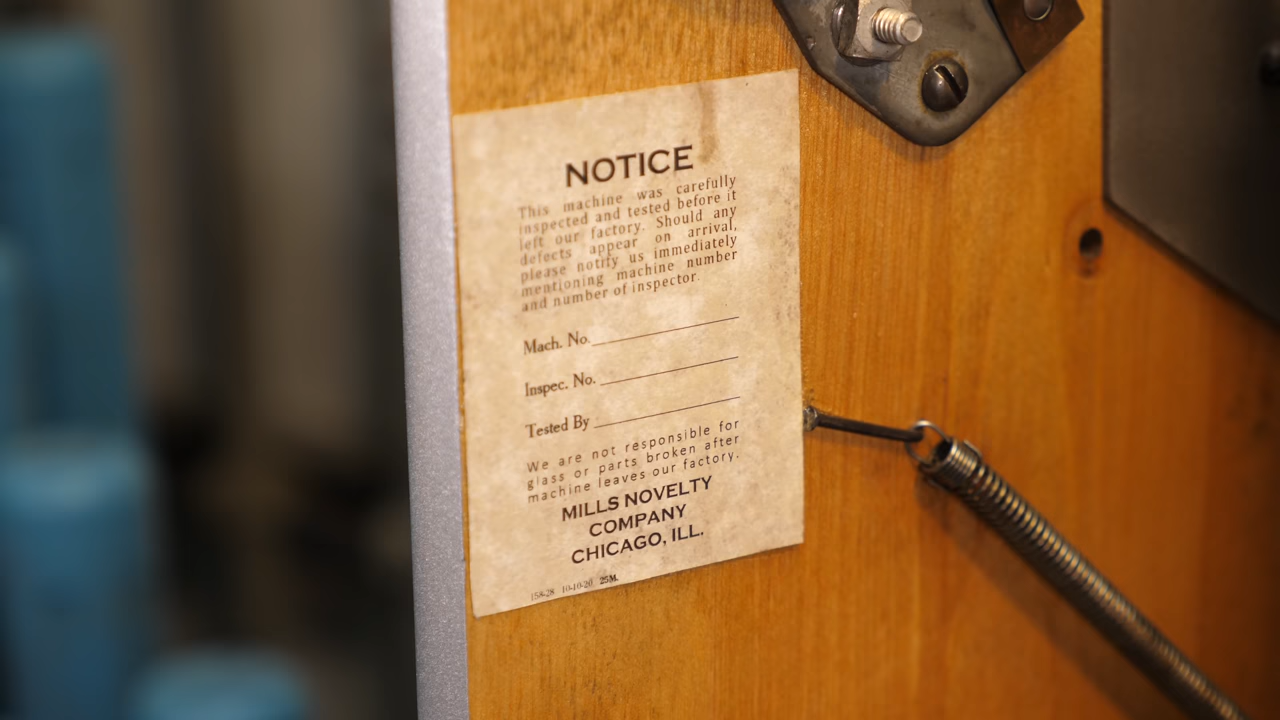 NOTICE
This machine was carefully
inspected and tested before it
left our factory. Should any
defects appear on arrival,
please notify us immediately
mentioning machine number
and number of inspector.
Mach. No.
Inspec. No.
Tested By
We are not responsible for
glass or parts broken after
machine leaves our factory.
MILLS NOVELTY
COMPANY
CHICAGO, ILL.
158-28 10-10-20 25M.